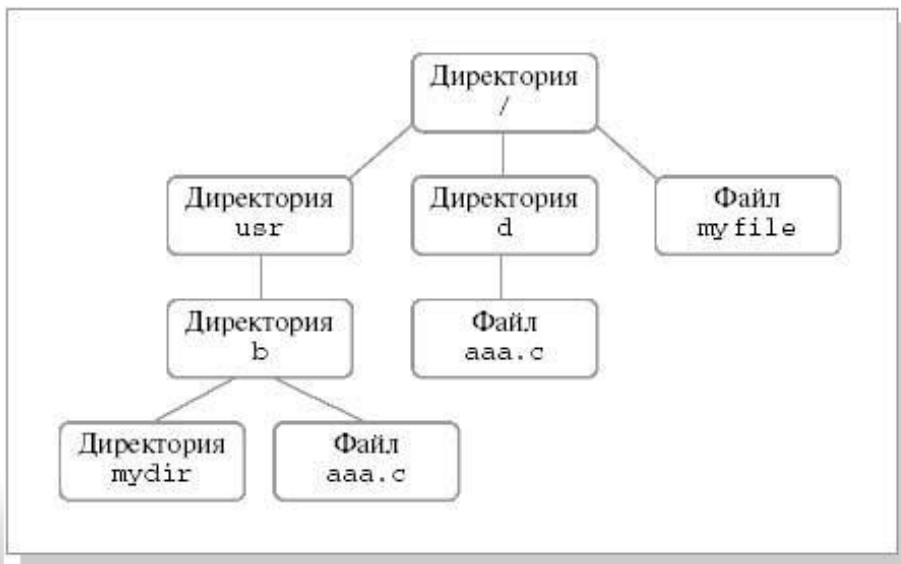 Директория
/
Директория
usr
Директория
d
Файл
myfile
Директория
b
Файл
aaa.c
Директория
mydir
Файл
aaa.c